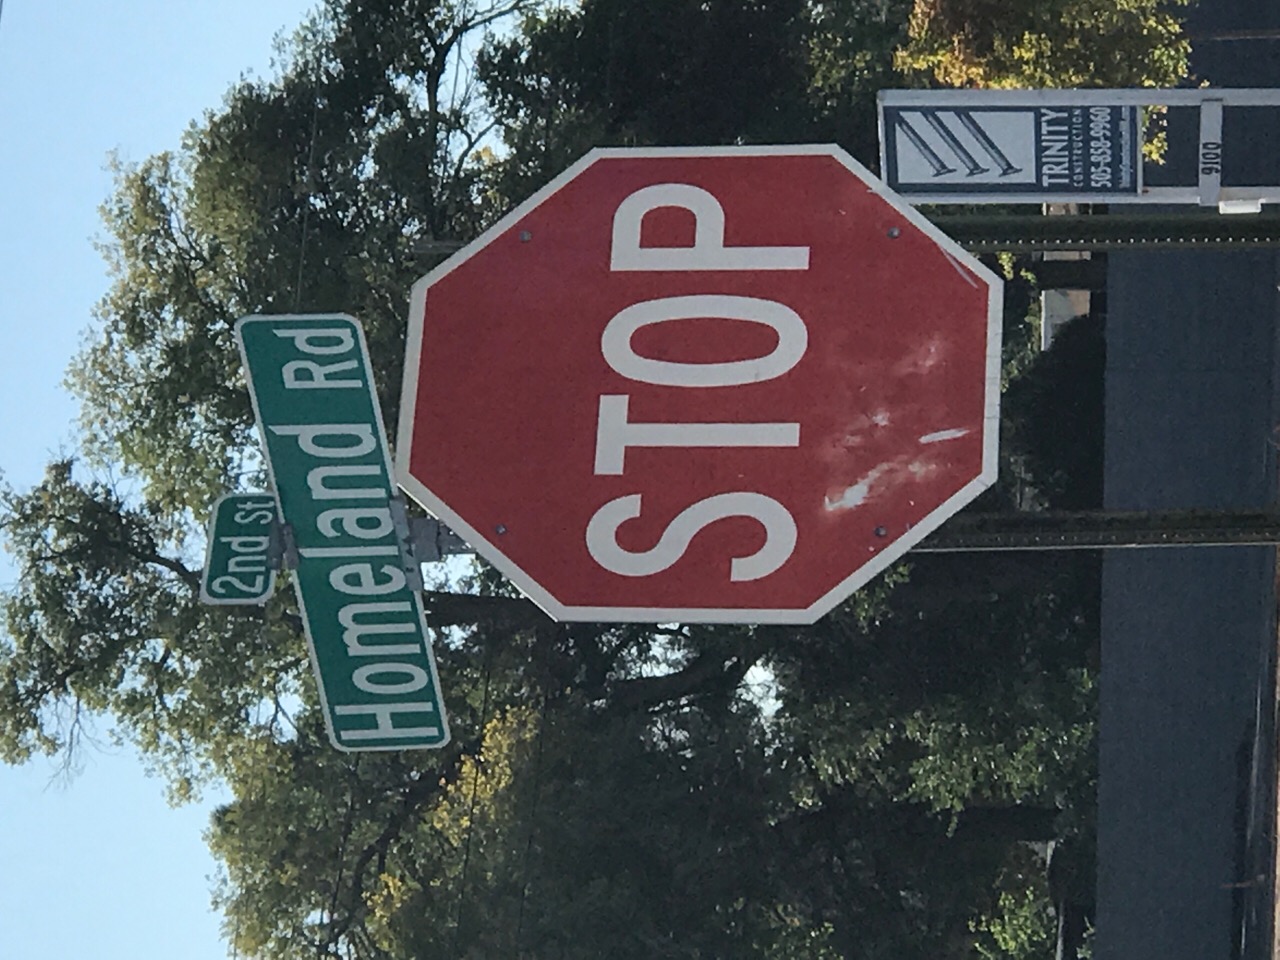 2nd St
Homeland Rd
STOP
TRINITY
CONSTRUCTION
505-858-9960
9100